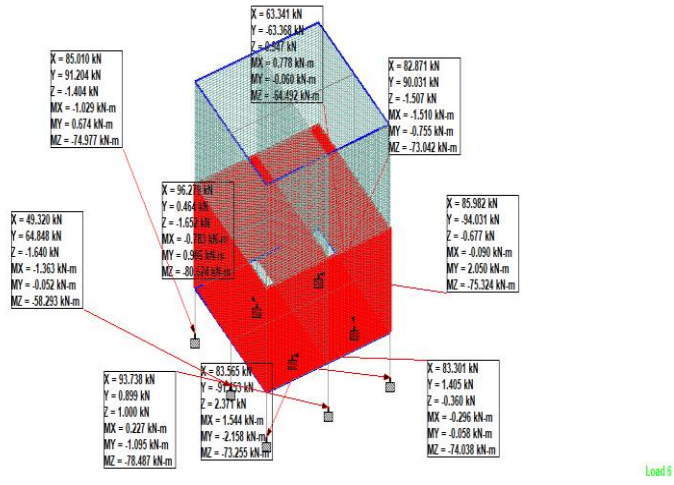 X = 63.341 kN
Y = -63.368 kN
MX = 0.778 kN-m
MY = -0.060 kN-m
MZ = -64.492 kN-m
X = 85.010 kN
Y = 91.204 kN
Z = -1.404 kN
MX = -1.029 kN-m
MY = 0.674 kN-m
MZ = -74.977 kN-m
X = 82.871 kN
Y = 90.031 kN
Z = -1.507 kN
MX = -1.510 kN-m
MY = -0.755 kN-m
MZ = -73.042 kN-m
Y = 0.464 kN
X = 85.982 kN
Y = -94.031 kN
Z = -0.677 kN
MX = -0.090 kN-m
MY = 2.050 kN-m
MZ = -75.324 kN-m
X = 49.320 kN
Y = 64.848 kN
Z = -1.640 kN
MX = -1.363 kN-m
MY = -0.052 kN-m
MZ = -58.293 kN-m
X = 93.738 kN
Y = 0.899 kN
Z = 1.000 kN
MX = 0.227 kN-m
MY = -1.095 kN-m
MZ = -78.487 kN-m
X = 83.565 kN
Z = 2.371 kN
MX = 1.544 kN-m
MY = -2.158 kN-m
MZ = -73.255 kN-m
X = 83.301 kN
Y = 1.405 kN
Z = -0.360 kN
MX = -0.296 kN-m
MY = -0.058 kN-m
MZ = -74.038 kN-m
Load 6